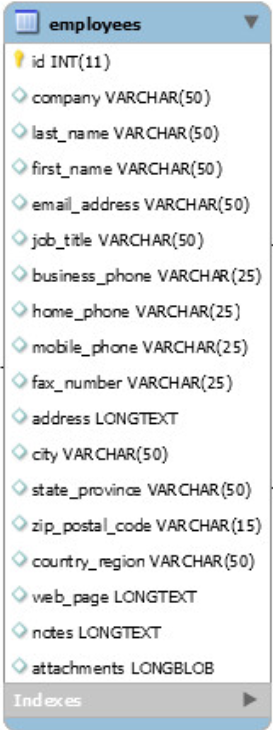 employees
id INT(11)
company VARCHAR(50)
last_name VARCHAR(50)
first_name VARCHAR(50)
email_address VARCHAR(50)
job_title VARCHAR(50)
business_phone VARCHAR(25)
home_phone VARCHAR(25)
mobile_phone VARCHAR(25)
fax_number VARCHAR(25)
address LONGTEXT
city VARCHAR(50)
state_province VARCHAR(50)
zip_postal_code VARCHAR(15)
country_region VARCHAR(50)
web_page LONGTEXT
notes LONGTEXT
attachments LONGBLOB
Indexes